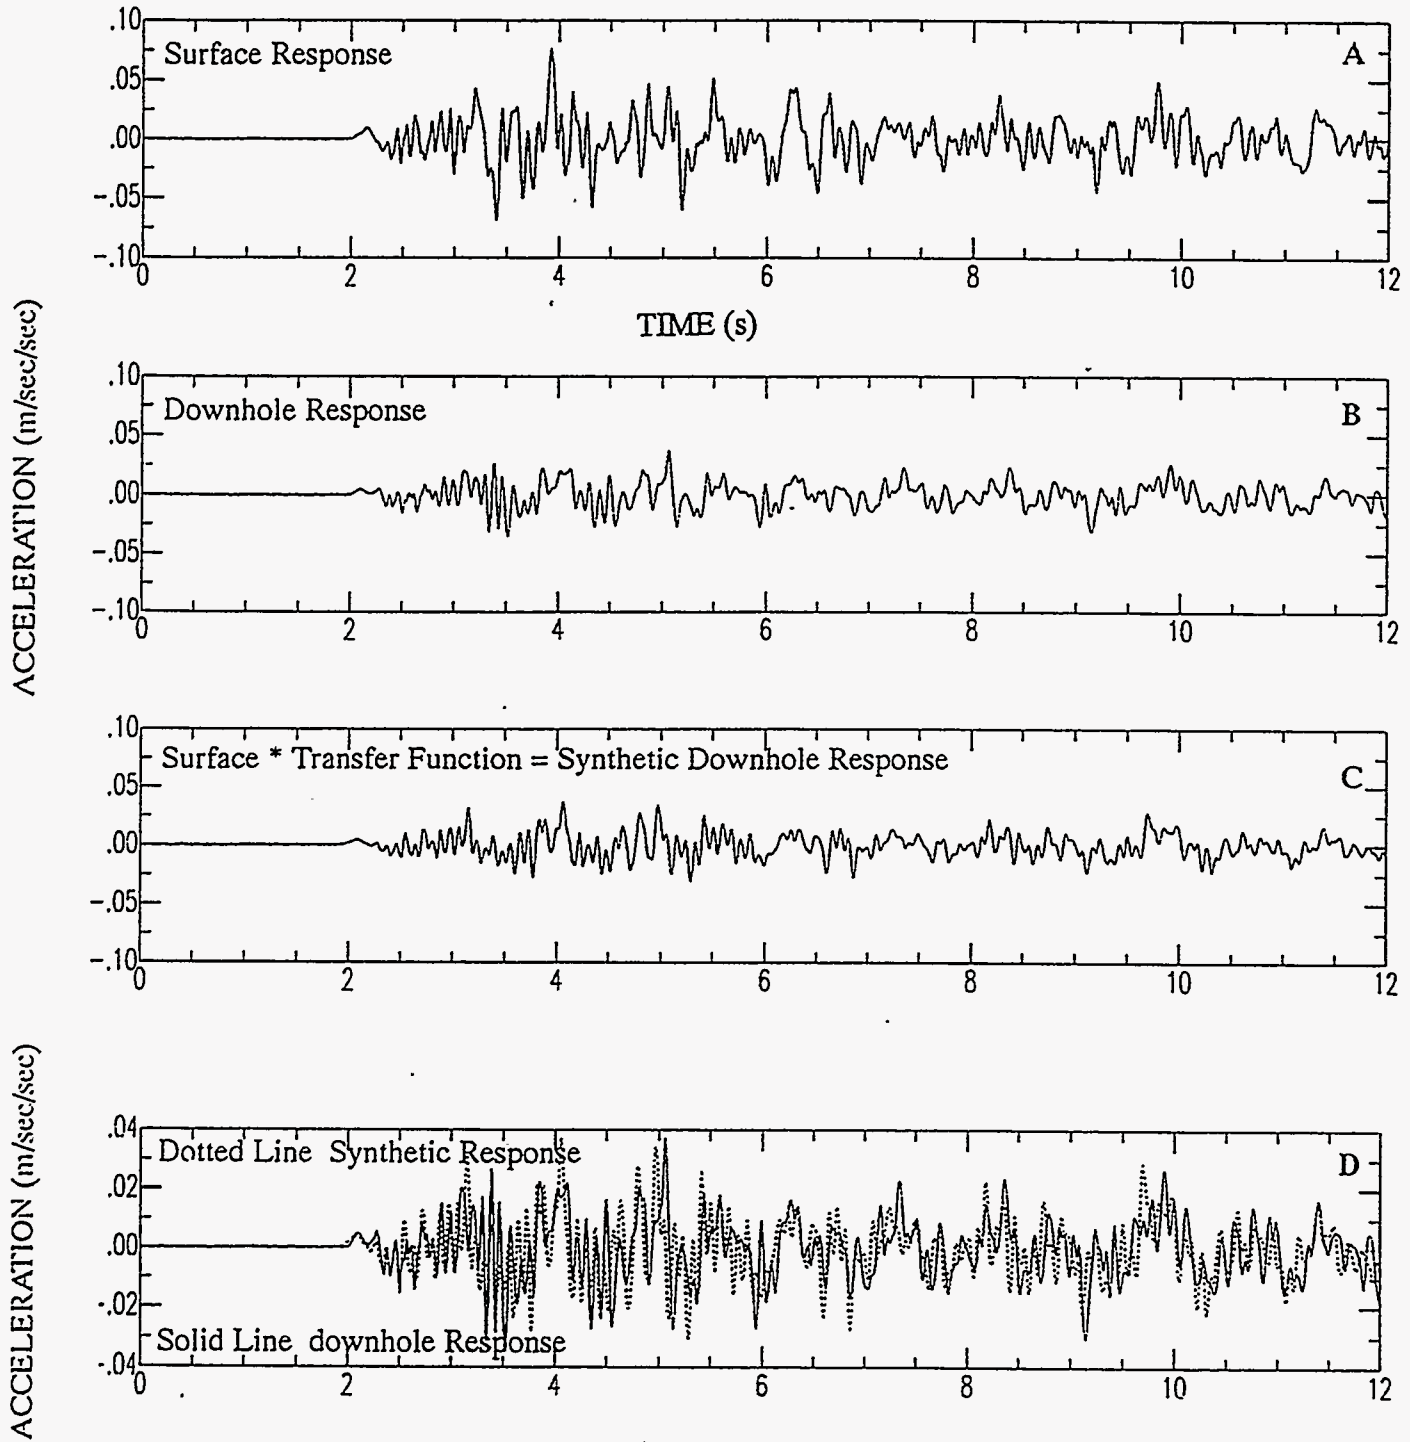 .10
Surface Response
A
.05
.00
-.05
-.10
0 2 4 6 8 10 12
TIME (s)
ACCELERATION (m/sec/sec)
.10
Downhole Response
B
.05
.00
-.05
-.10
0 2 4 6 8 10 12
.10
Surface * Transfer Function = Synthetic Downhole Response
C
.05
.00
-.05
-.10
0 2 4 6 8 10 12
ACCELERATION (m/sec/sec)
.04
Dotted Line Synthetic Response
D
.02
.00
-.02
Solid Line downhole Response
-.04
0 2 4 6 8 10 12